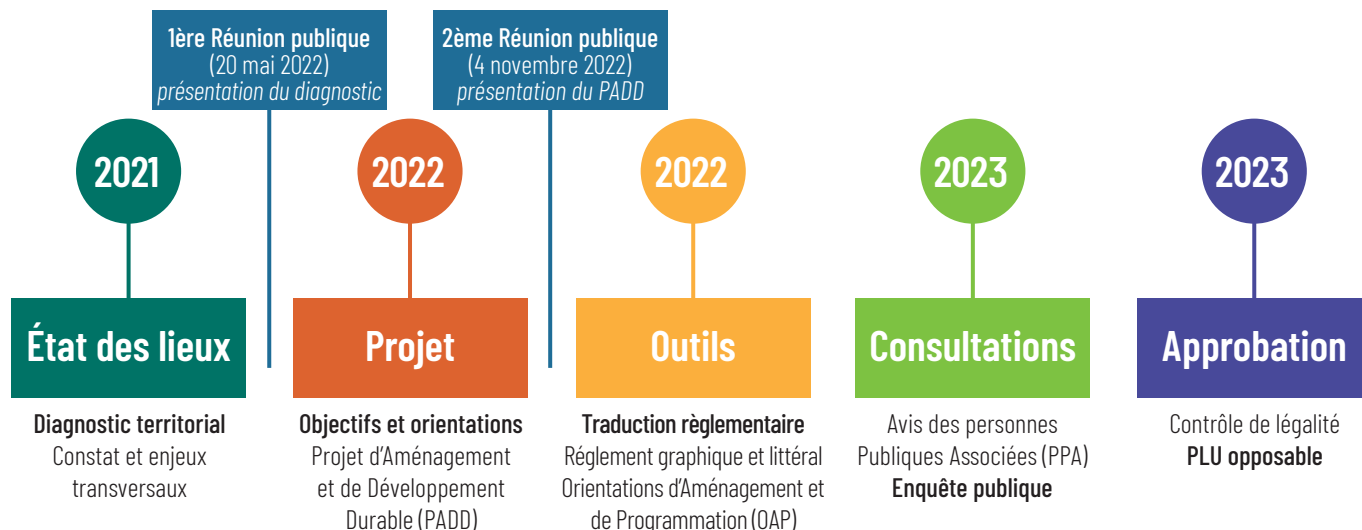 1ère Réunion publique
(20 mai 2022)
présentation du diagnostic
2ème Réunion publique
(4 novembre 2022)
présentation du PADD
2021
2022
2022
2023
2023
État des lieux
Projet
Outils
Consultations
Approbation
Diagnostic territorial
Constat et enjeux
transversaux
Objectifs et orientations
Projet d'Aménagement
et de Développement
Durable (PADD)
Traduction règlementaire
Réglement graphique et littéral
Orientations d'Aménagement et
de Programmation (OAP)
Avis des personnes
Publiques Associées (PPA)
Enquête publique
Contrôle de légalité
PLU opposable